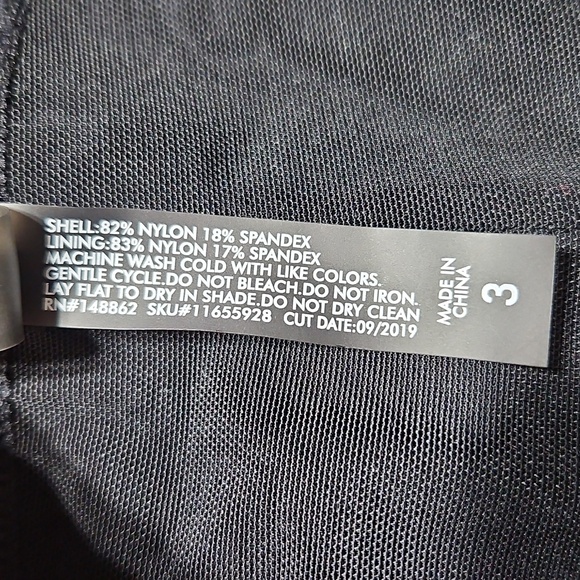 SHELL:82% NYLON 18% SPANDEX
LINING:83% NYLON 17% SPANDEX
MACHINE WASH COLD WITH LIKE COLORS.
GENTLE CYCLE.DO NOT BLEACH.DO NOT IRON.
LAY FLAT TO DRY IN SHADE.DO NOT DRY CLEAN
RN#148862 SKU#11655928 CUT DATE:09/2019
MADE IN
CHINA
3